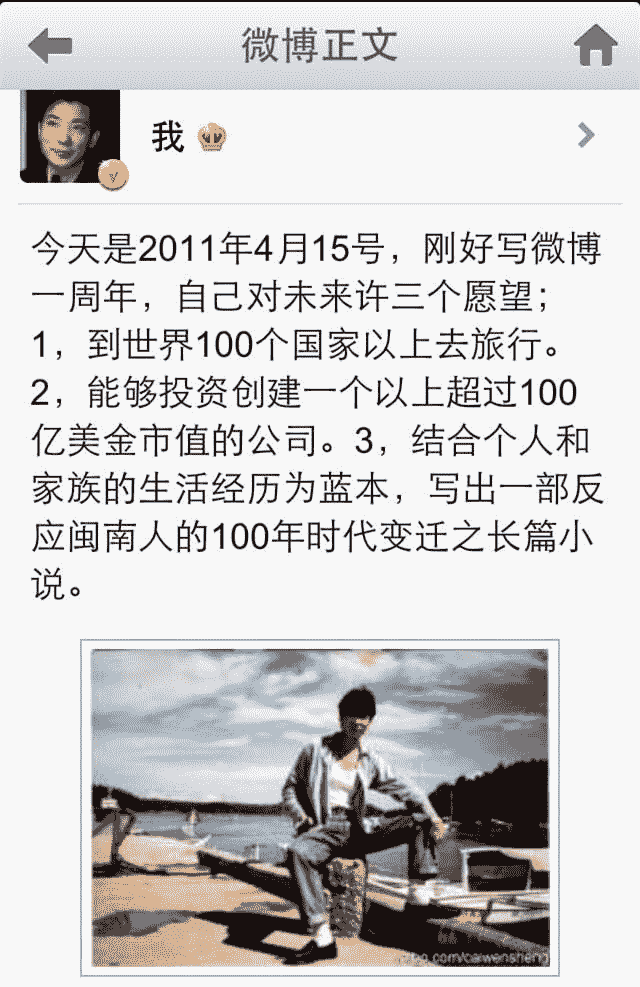 微博正文
我
今天是2011年4月15号，刚好写微博
一周年，自己对未来许三个愿望；
1，到世界100个国家以上去旅行。
2，能够投资创建一个以上超过100
亿美金市值的公司。3，结合个人和
家族的生活经历为蓝本，写出一部反
应闽南人的100年时代变迁之长篇小
说。
.com/caiwensheng